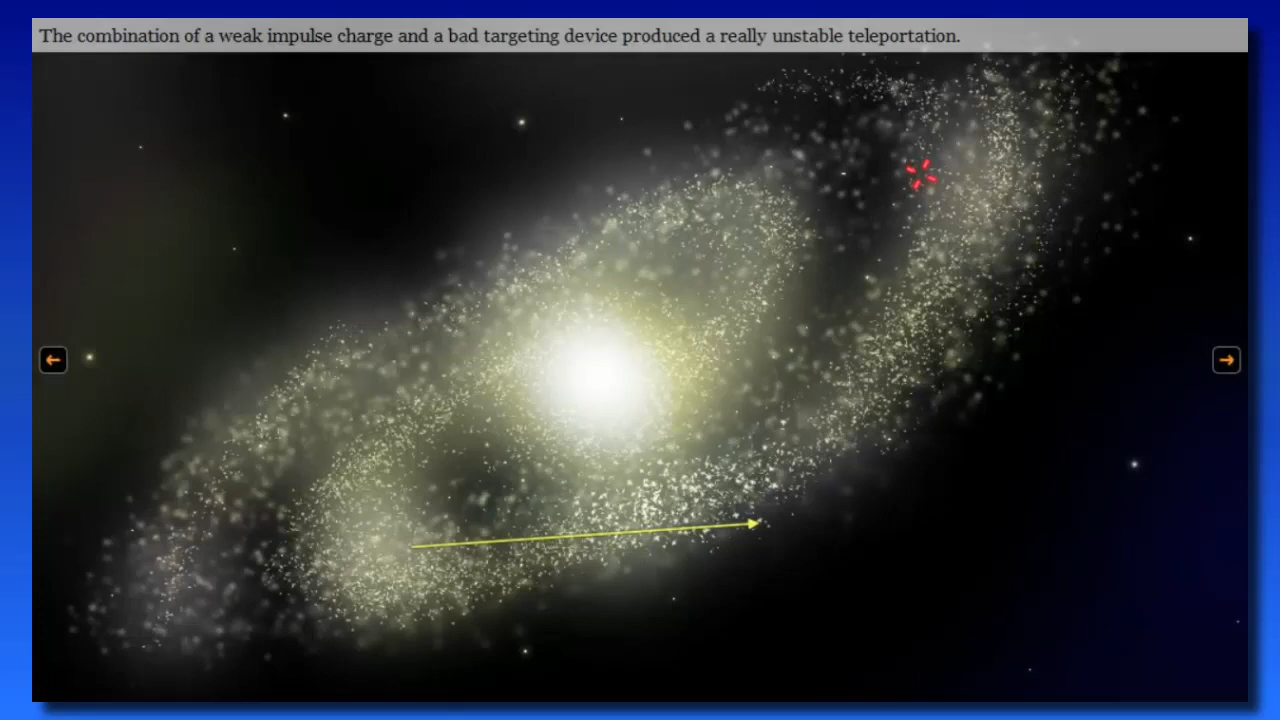 The combination of a weak impulse charge and a bad targeting device produced a really unstable teleportation.